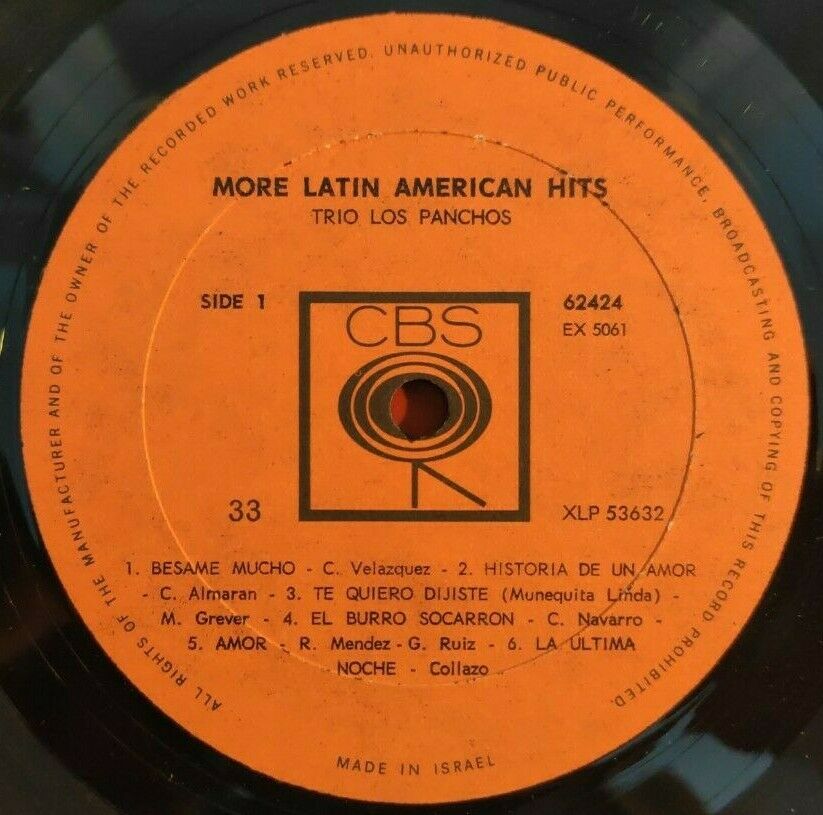 ALL RIGHTS OF THE MANUFACTURER AND OF THE OWNER OF THE RECORDED WORK RESERVED. UNAUTHORIZED PUBLIC PERFORMANCE, BROADCASTING AND COPYING OF THIS RECORD PROHIBITED.
MORE LATIN AMERICAN HITS
TRIO LOS PANCHOS
SIDE 1
62424
EX 5061
CBS
33
XLP 53632
1. BESAME MUCHO - C. Velazquez - 2. HISTORIA DE UN AMOR
- C. Almaran - 3. TE QUIERO DIJISTE (Munequita Linda) -
M. Grever - 4. EL BURRO SOCARRON - C. Navarro -
5. AMOR - R. Mendez - G. Ruiz - 6. LA ULTIMA
NOCHE - Collazo
MADE IN ISRAEL